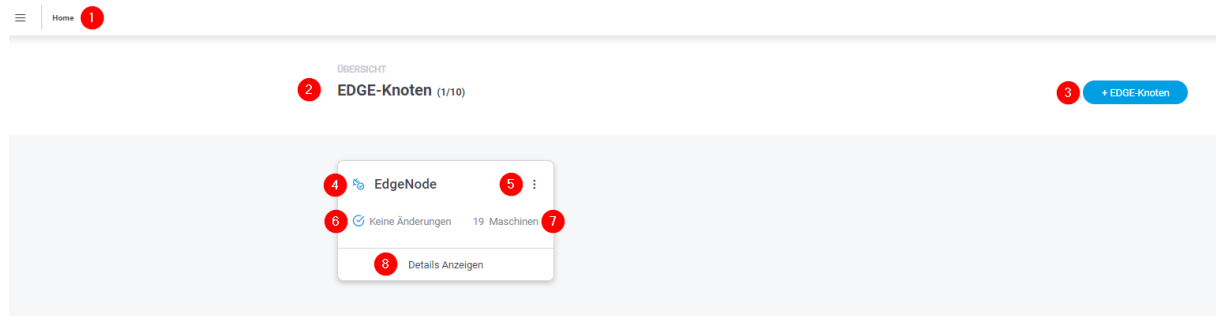 Home 1
ÜBERSICHT
2 EDGE-Knoten (1/10)
3 + EDGE-Knoten
4 EdgeNode 5
6 Keine Änderungen 19 Maschinen 7
8 Details Anzeigen